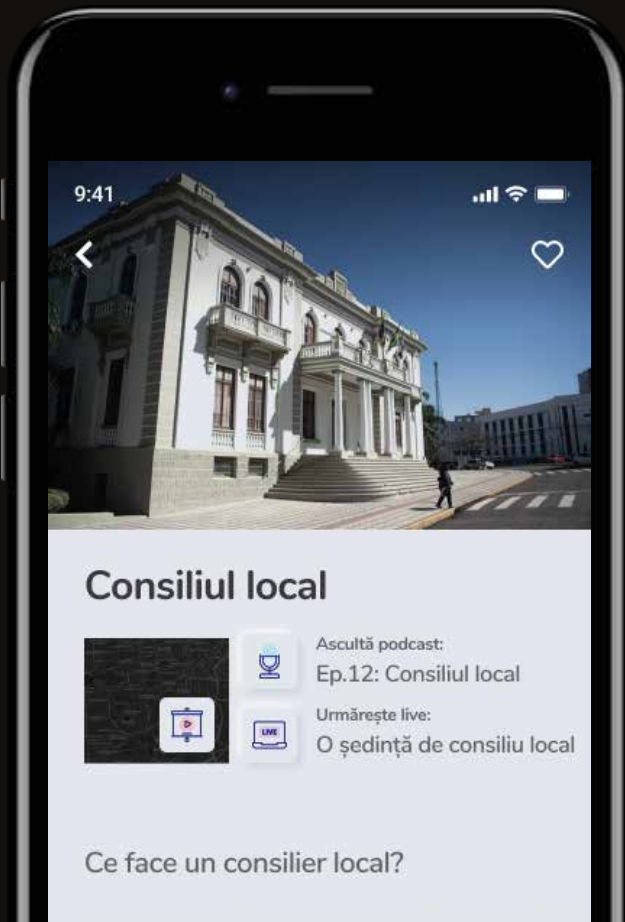 9:41
Consiliul local
Ascultă podcast:
Ep.12: Consiliul local
Urmărește live:
LIVE
O ședință de consiliu local
Ce face un consilier local?